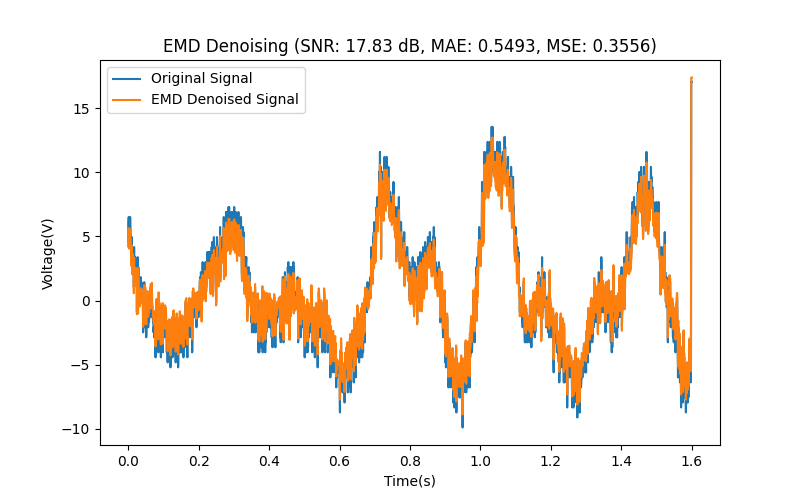 EMD Denoising (SNR: 17.83 dB, MAE: 0.5493, MSE: 0.3556)
Original Signal
EMD Denoised Signal
15
10
5
0
−5
−10
Voltage(V)
0.0 0.2 0.4 0.6 0.8 1.0 1.2 1.4 1.6
Time(s)